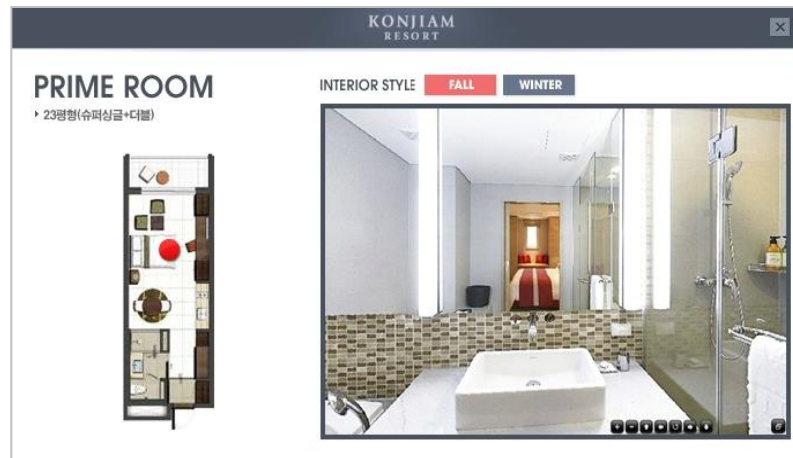 KONJIAM
RESORT
PRIME ROOM
23평형(슈퍼싱글+더블)
INTERIOR STYLE FALL WINTER